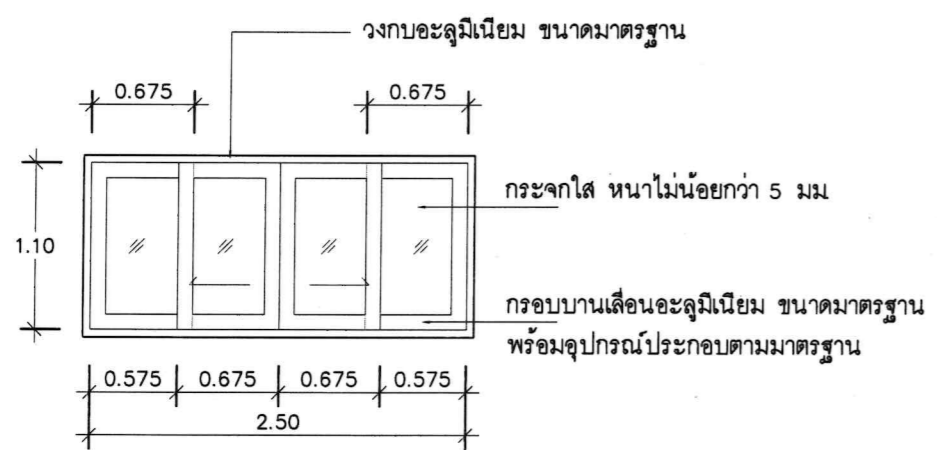 วงกบอะลูมิเนียม ขนาดมาตรฐาน
0.675 0.675
กระจกใส หนาไม่น้อยกว่า 5 มม
1.10
กรอบบานเลื่อนอะลูมิเนียม ขนาดมาตรฐาน
พร้อมอุปกรณ์ประกอบตามมาตรฐาน
0.575 0.675 0.675 0.575
2.50